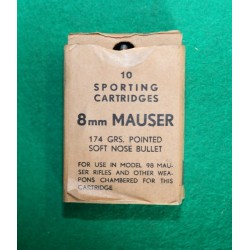 10
SPORTING
CARTRIDGES
8mm MAUSER
174 GRS. POINTED
SOFT NOSE BULLET
FOR USE IN MODEL 98 MAU-
SER RIFLES AND OTHER WEA-
PONS CHAMBERED FOR THIS
CARTRIDGE